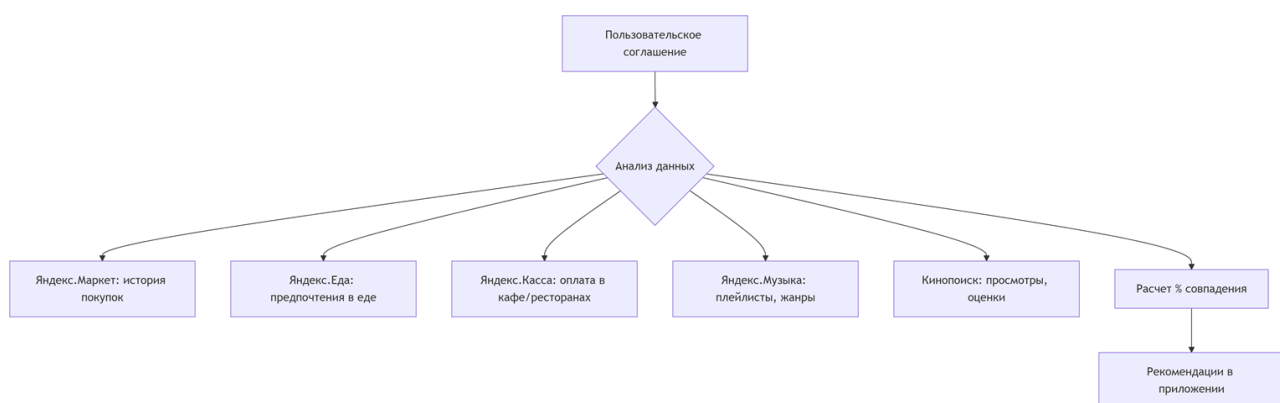 Пользовательское
соглашение
Анализ данных
Яндекс.Маркет: история
покупок
Яндекс.Еда:
предпочтения в еде
Яндекс.Касса: оплата в
кафе/ресторанах
Яндекс.Музыка:
плейлисты, жанры
Кинопоиск: просмотры,
оценки
Расчет % совпадения
Рекомендации в
приложении